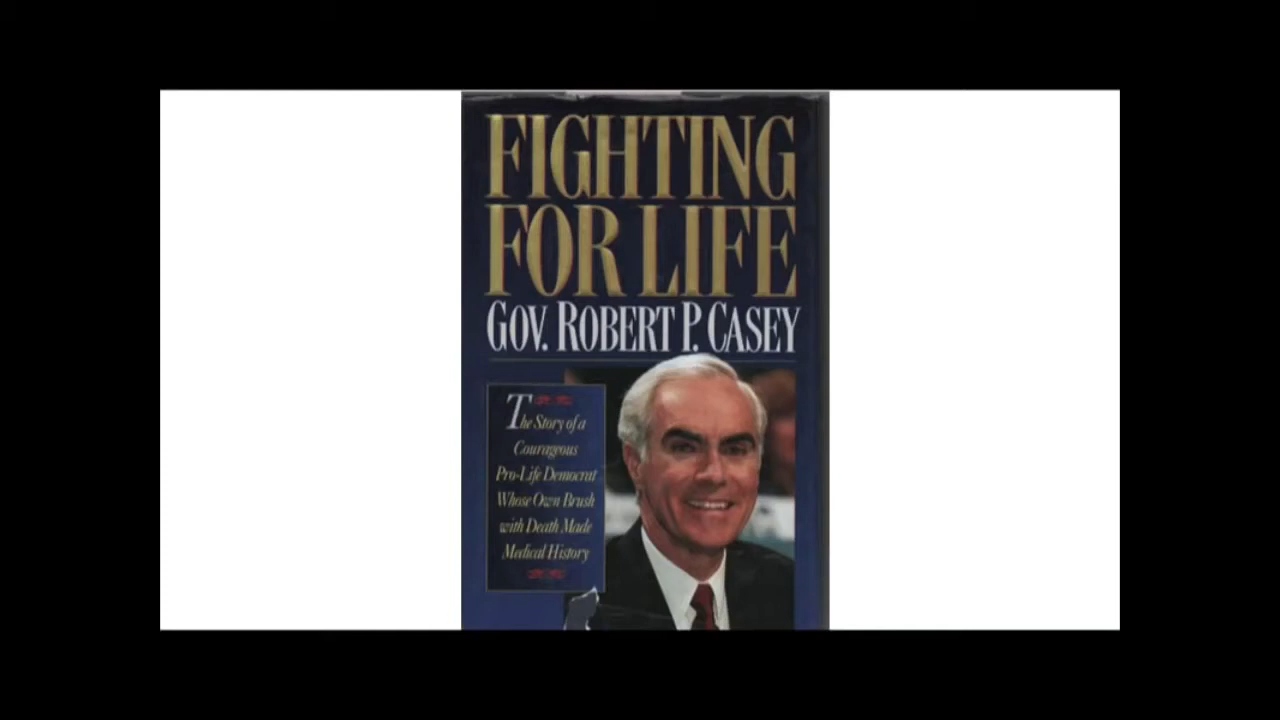 FIGHTING
FOR LIFE
GOV. ROBERT P. CASEY
The Story of a
Courageous
Pro-Life Democrat
Whose Own Brush
with Death Made
Medical History